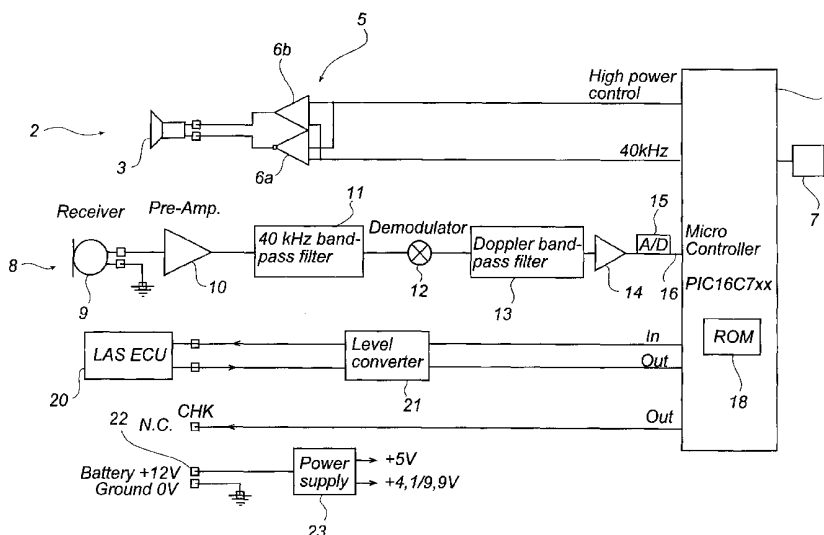 5
6b
High power
control
2
3
6a
40kHz
7
Receiver
Pre-Amp.
11
Demodulator
15
8
40 kHz band-
pass filter
Doppler band-
pass filter
A/D
Micro
Controller
9
10
12
13
14
16
PIC16C7xx
LAS ECU
Level
converter
In
Out
ROM
20
21
18
22
CHK
N.C.
Out
Battery +12V
Ground 0V
Power
supply
+5V
+4,1/9,9V
23